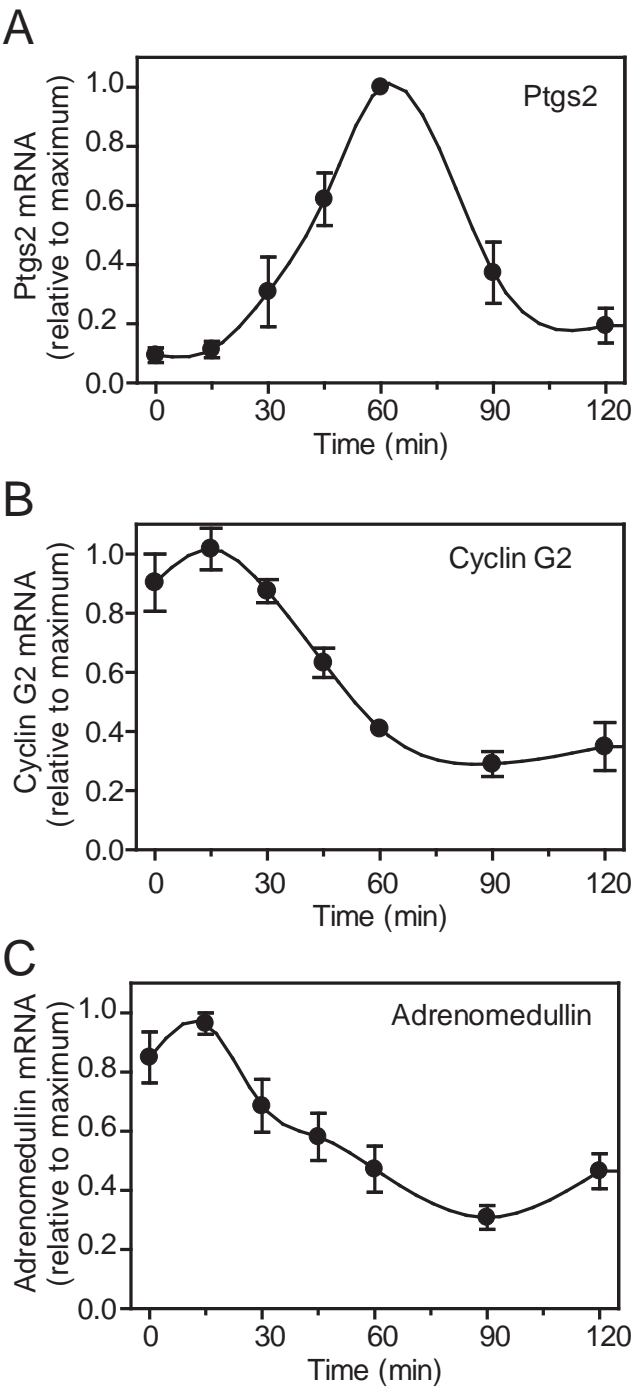 A
Ptgs2 mRNA
(relative to maximum)
1.0
0.8
0.6
0.4
0.2
0.0
Ptgs2
0 30 60 90 120
Time (min)
B
Cyclin G2 mRNA
(relative to maximum)
1.0
0.8
0.6
0.4
0.2
0.0
Cyclin G2
0 30 60 90 120
Time (min)
C
Adrenomedullin mRNA
(relative to maximum)
1.0
0.8
0.6
0.4
0.2
0.0
Adrenomedullin
0 30 60 90 120
Time (min)